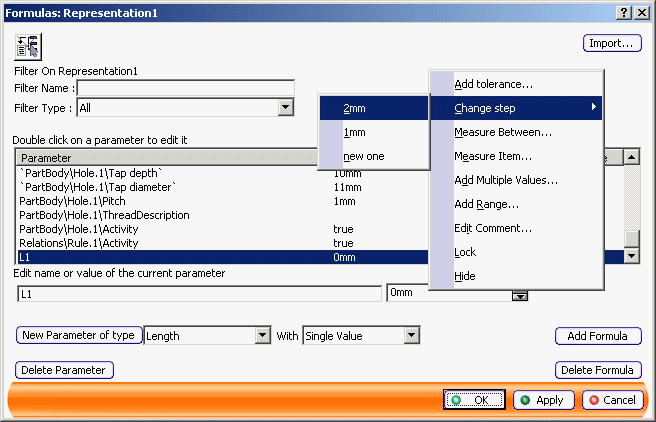 Formulas: Representation1
Import...
Filter On Representation1
Filter Name :
Filter Type : All
Double click on a parameter to edit it
Parameter
`PartBody\Hole.1\Tap depth` 10mm
`PartBody\Hole.1\Tap diameter` 11mm
PartBody\Hole.1\Pitch 1mm
PartBody\Hole.1\ThreadDescription
PartBody\Hole.1\Activity true
Relations\Rule.1\Activity true
L1 0mm
2mm
1mm
new one
Add tolerance...
Change step
Measure Between...
Measure Item...
Add Multiple Values...
Add Range...
Edit Comment...
Lock
Hide
Edit name or value of the current parameter
L1 0mm
New Parameter of type Length With Single Value Add Formula
Delete Parameter Delete Formula
OK Apply Cancel